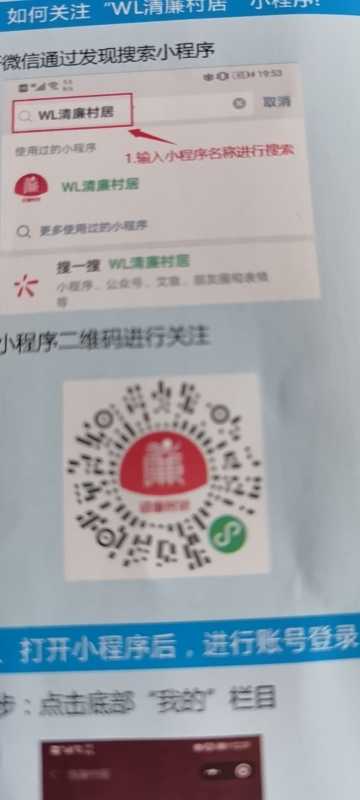 如何关注“WL清廉村居”小程序?
微信通过发现搜索小程序
19:53
WL清廉村居
取消
使用过的小程序
1.输入小程序名称进行搜索
WL清廉村居
更多使用过的小程序
搜一搜 WL清廉村居
小程序、公众号、文章、朋友圈和表情
等
小程序二维码进行关注
廉
、打开小程序后，进行账号登录
步：点击底部“我的”栏目